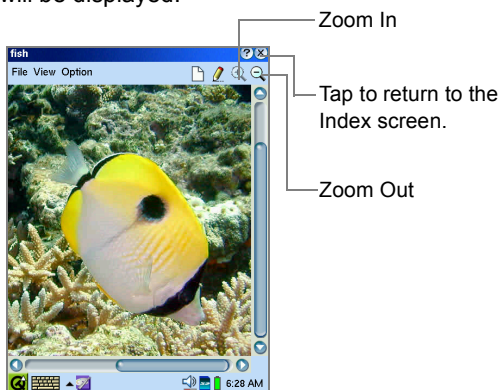 will be displayed.
Zoom In
fish
File View Option
Tap to return to the
Index screen.
Zoom Out
6:28 AM